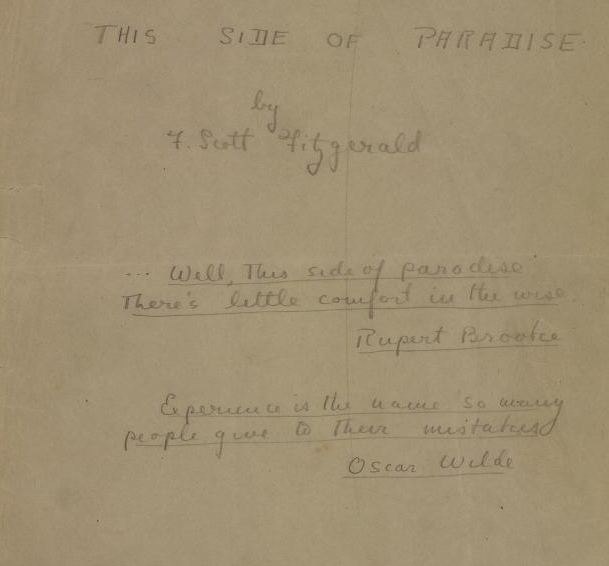 THIS SIDE OF PARADISE
by
F. Scott Fitzgerald
... Well, This side of paradise
There's little comfort in the wise
Rupert Brooke
Experience is the name so many
people give to their mistakes
Oscar Wilde